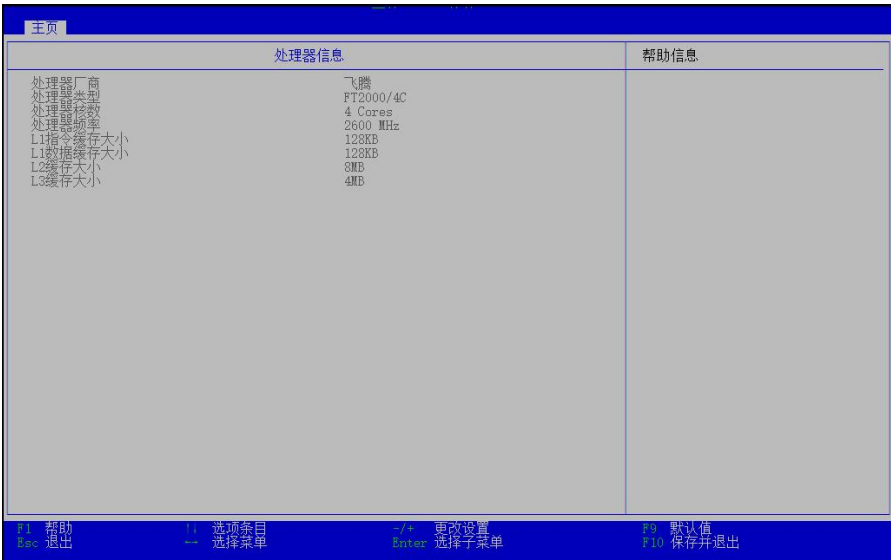 主页
处理器信息 帮助信息
处理器厂商 飞腾
处理器类型 FT2000/4C
处理器核数 4 Cores
处理器频率 2600 MHz
L1指令缓存大小 128KB
L1数据缓存大小 128KB
L2缓存大小 8MB
L3缓存大小 4MB
F1 帮助 ↑↓ 选项条目 -/+ 更改设置 F9 默认值
Esc 退出 ←→ 选择菜单 Enter 选择子菜单 F10 保存并退出